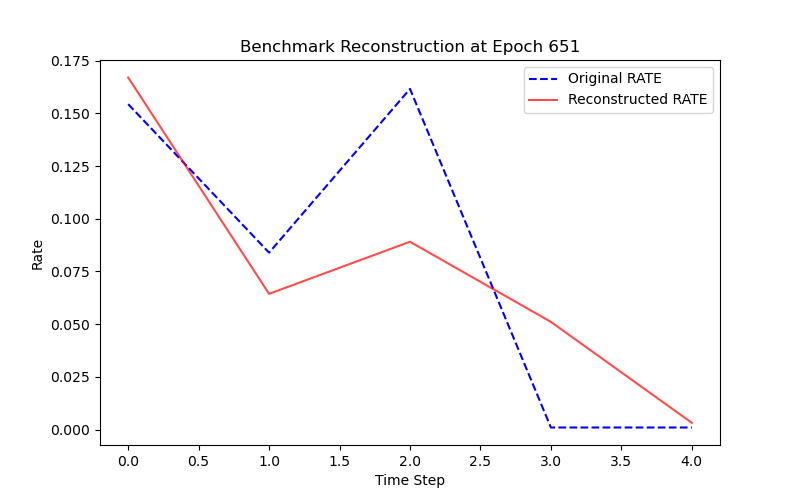 Benchmark Reconstruction at Epoch 651
Original RATE
Reconstructed RATE
0.175
0.150
0.125
0.100
0.075
0.050
0.025
0.000
Rate
0.0 0.5 1.0 1.5 2.0 2.5 3.0 3.5 4.0
Time Step